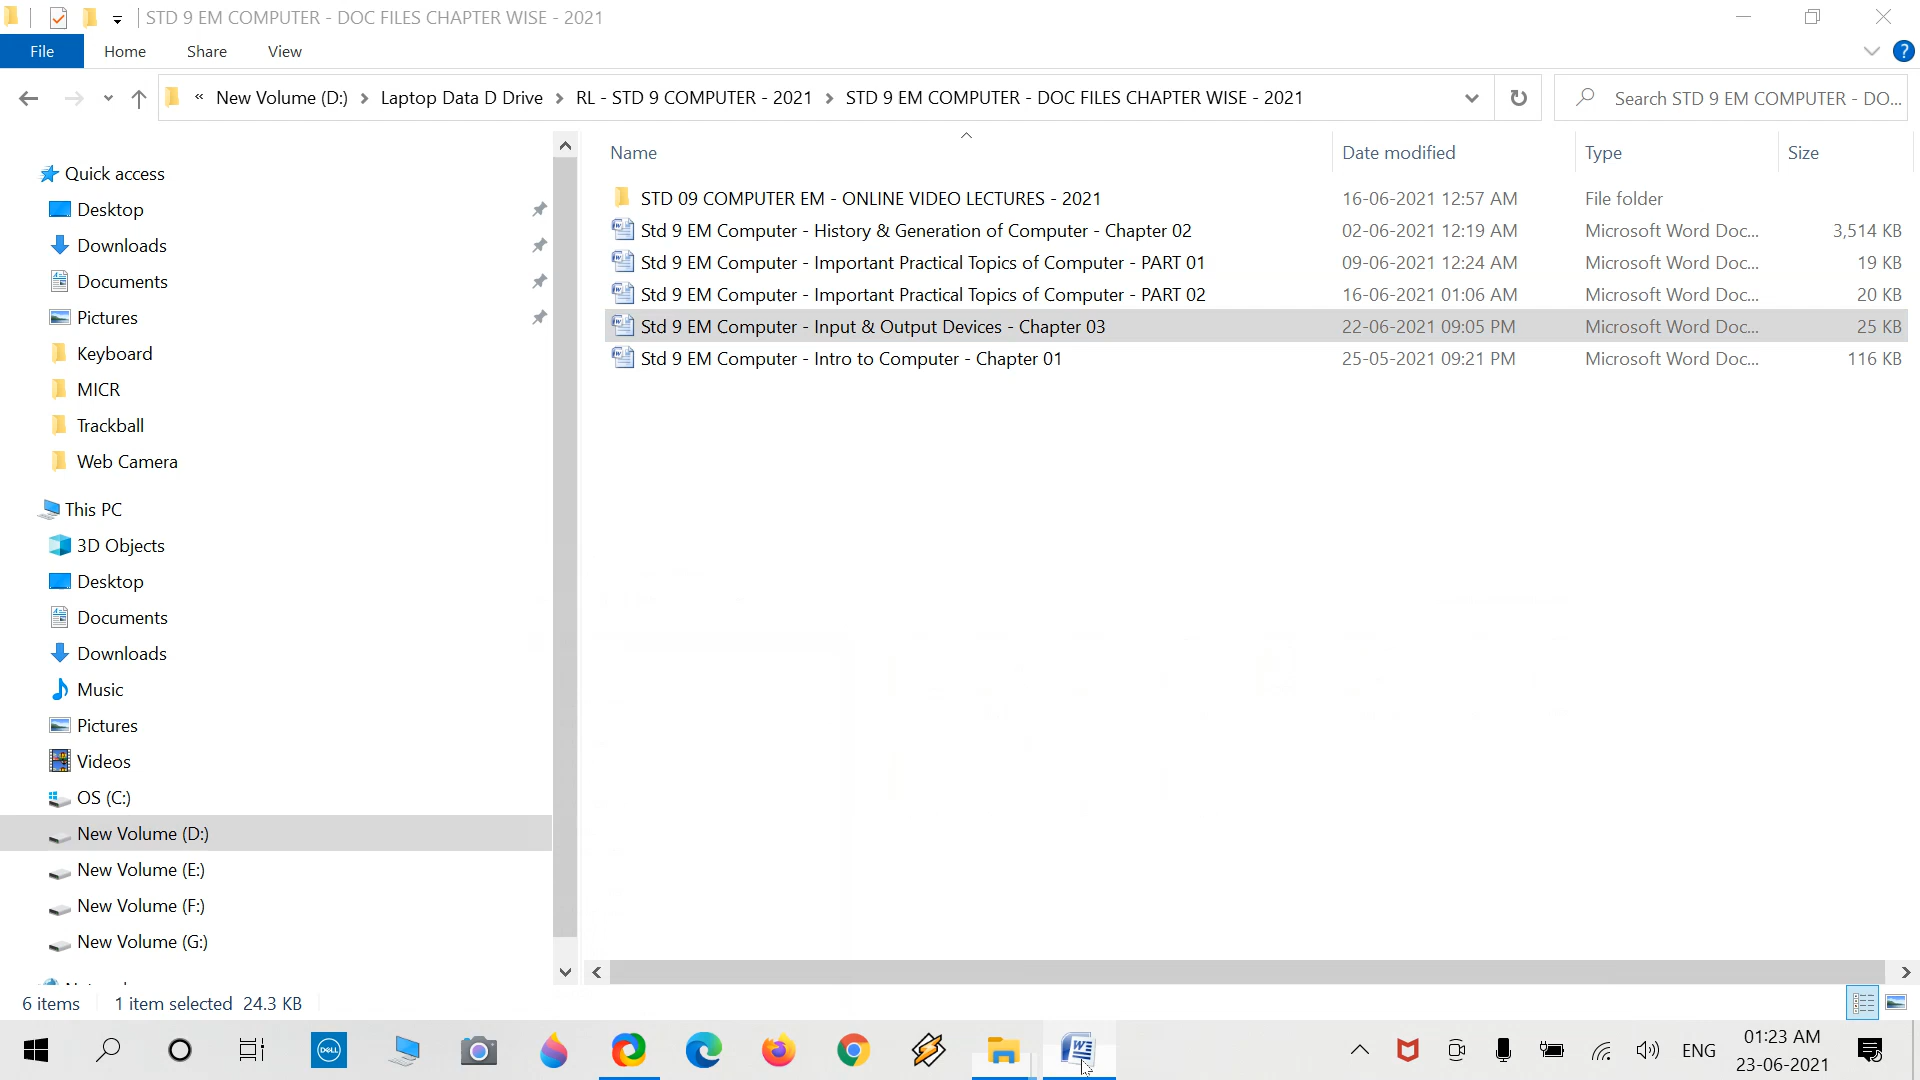 STD 9 EM COMPUTER - DOC FILES CHAPTER WISE - 2021
File Home Share View
?
« New Volume (D:) > Laptop Data D Drive > RL - STD 9 COMPUTER - 2021 > STD 9 EM COMPUTER - DOC FILES CHAPTER WISE - 2021
Search STD 9 EM COMPUTER - DO...
Quick access
Desktop
Downloads
Documents
Pictures
Keyboard
MICR
Trackball
Web Camera
This PC
3D Objects
Desktop
Documents
Downloads
Music
Pictures
Videos
OS (C:)
New Volume (D:)
New Volume (E:)
New Volume (F:)
New Volume (G:)
Name Date modified Type Size
STD 09 COMPUTER EM - ONLINE VIDEO LECTURES - 2021 16-06-2021 12:57 AM File folder
Std 9 EM Computer - History & Generation of Computer - Chapter 02 02-06-2021 12:19 AM Microsoft Word Doc... 3,514 KB
Std 9 EM Computer - Important Practical Topics of Computer - PART 01 09-06-2021 12:24 AM Microsoft Word Doc... 19 KB
Std 9 EM Computer - Important Practical Topics of Computer - PART 02 16-06-2021 01:06 AM Microsoft Word Doc... 20 KB
Std 9 EM Computer - Input & Output Devices - Chapter 03 22-06-2021 09:05 PM Microsoft Word Doc... 25 KB
Std 9 EM Computer - Intro to Computer - Chapter 01 25-05-2021 09:21 PM Microsoft Word Doc... 116 KB
6 items 1 item selected 24.3 KB
DELL
W
ENG
01:23 AM
23-06-2021